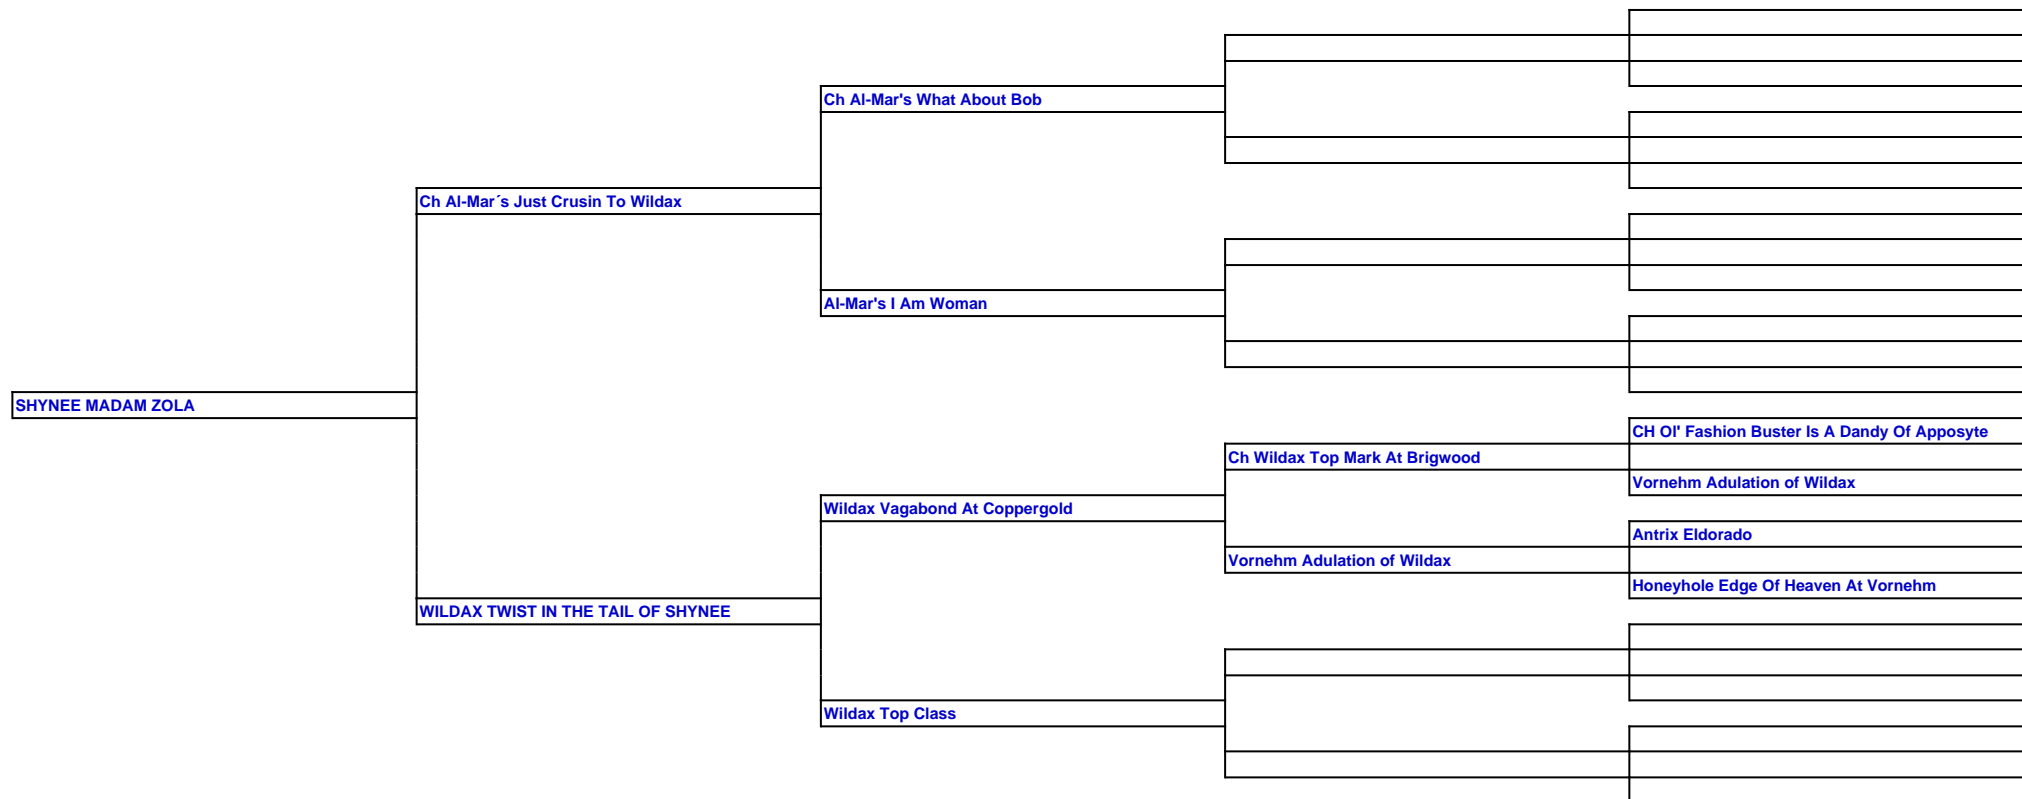 Ch Al-Mar's What About Bob
Ch Al-Mar´s Just Crusin To Wildax
Al-Mar's I Am Woman
SHYNEE MADAM ZOLA
CH Ol' Fashion Buster Is A Dandy Of Apposyte
Ch Wildax Top Mark At Brigwood
Vornehm Adulation of Wildax
Wildax Vagabond At Coppergold
Antrix Eldorado
Vornehm Adulation of Wildax
Honeyhole Edge Of Heaven At Vornehm
WILDAX TWIST IN THE TAIL OF SHYNEE
Wildax Top Class